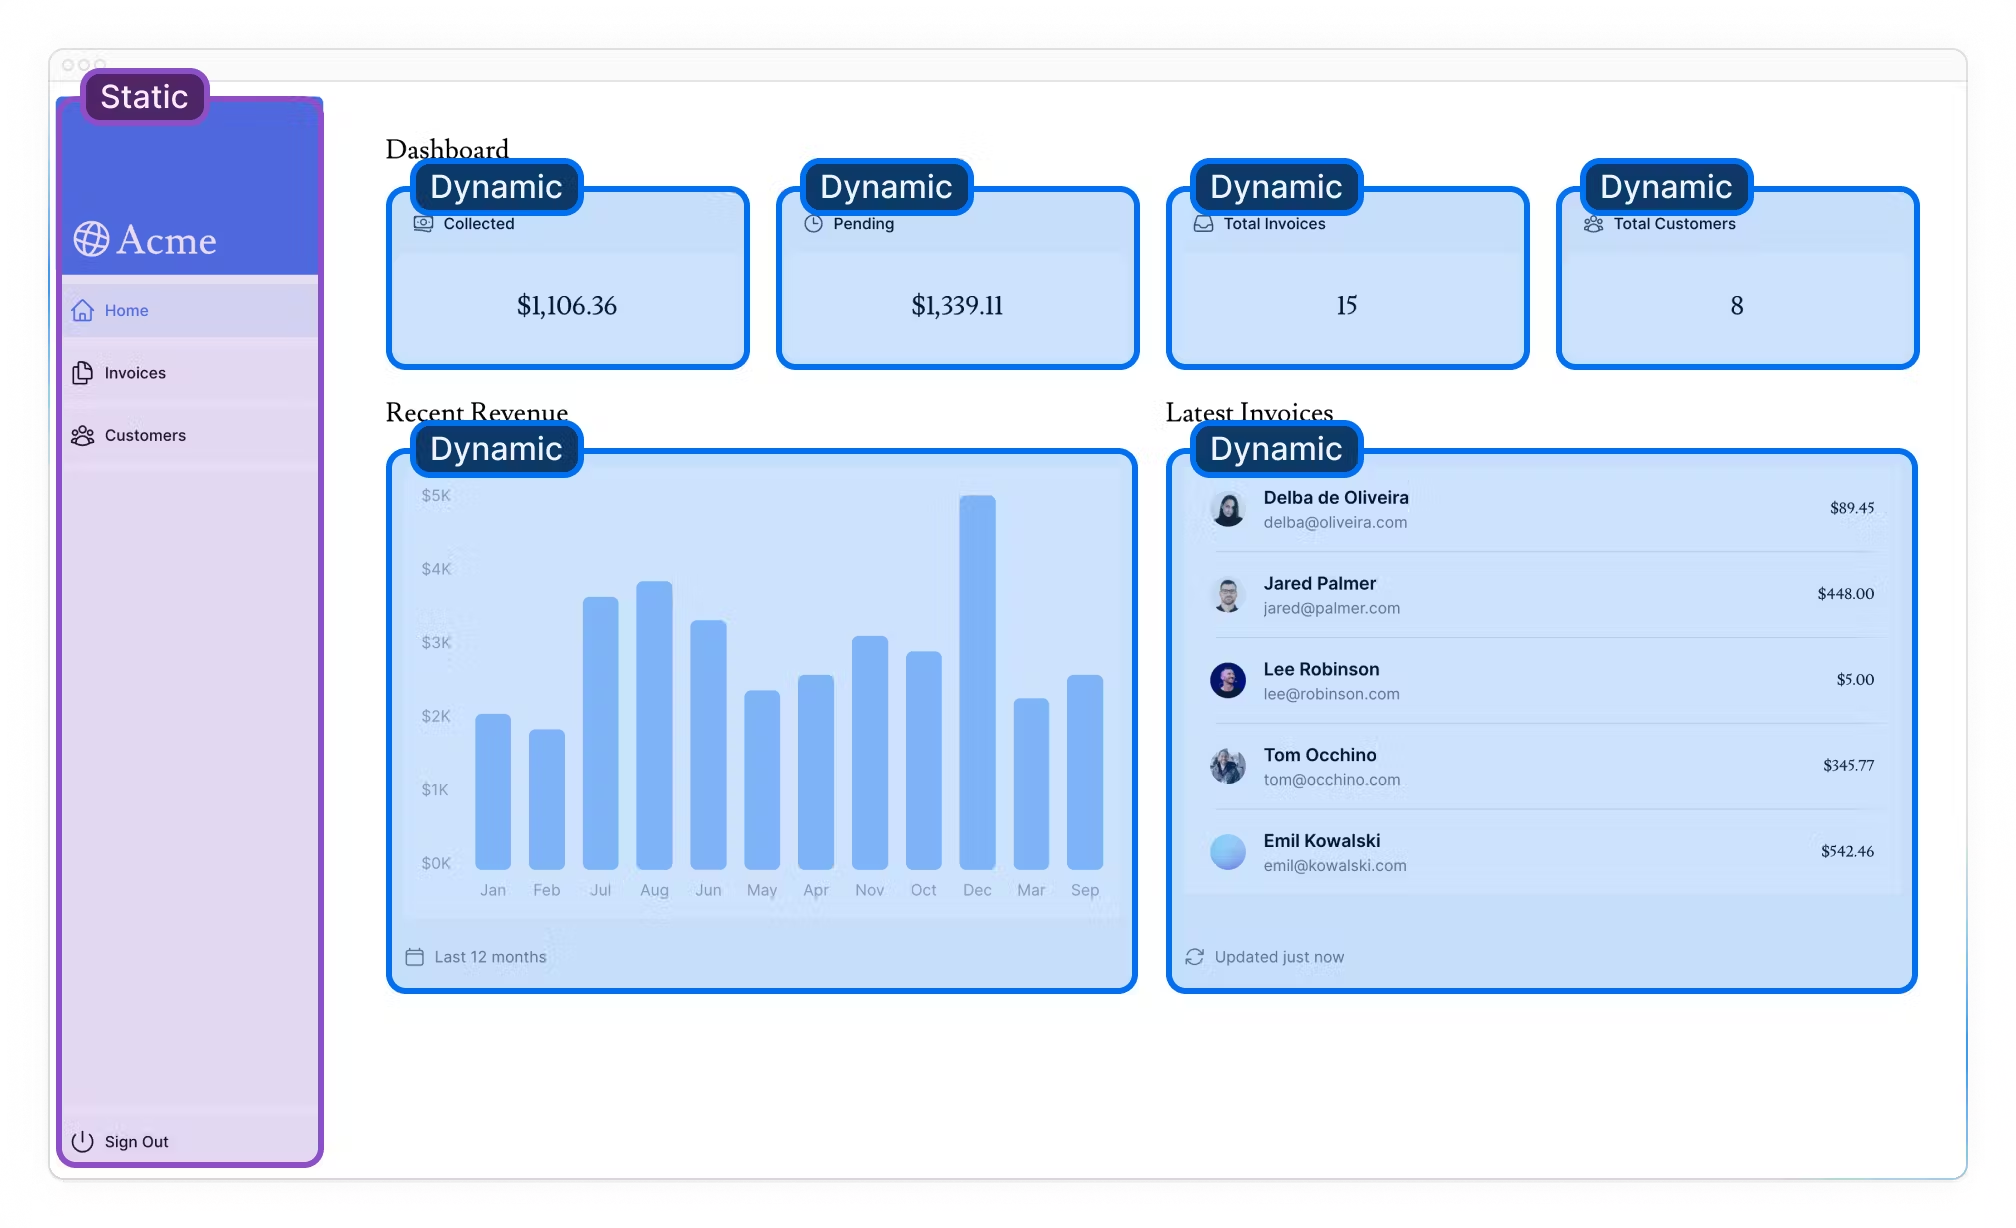 Static
Acme
Home
Invoices
Customers
Sign Out
Dashboard
Dynamic
Collected
$1,106.36
Dynamic
Pending
$1,339.11
Dynamic
Total Invoices
15
Dynamic
Total Customers
8
Recent Revenue
Dynamic
$5K
$4K
$3K
$2K
$1K
$0K
Jan Feb Jul Aug Jun May Apr Nov Oct Dec Mar Sep
Last 12 months
Latest Invoices
Dynamic
Delba de Oliveira
delba@oliveira.com
$89.45
Jared Palmer
jared@palmer.com
$448.00
Lee Robinson
lee@robinson.com
$5.00
Tom Occhino
tom@occhino.com
$345.77
Emil Kowalski
emil@kowalski.com
$542.46
Updated just now